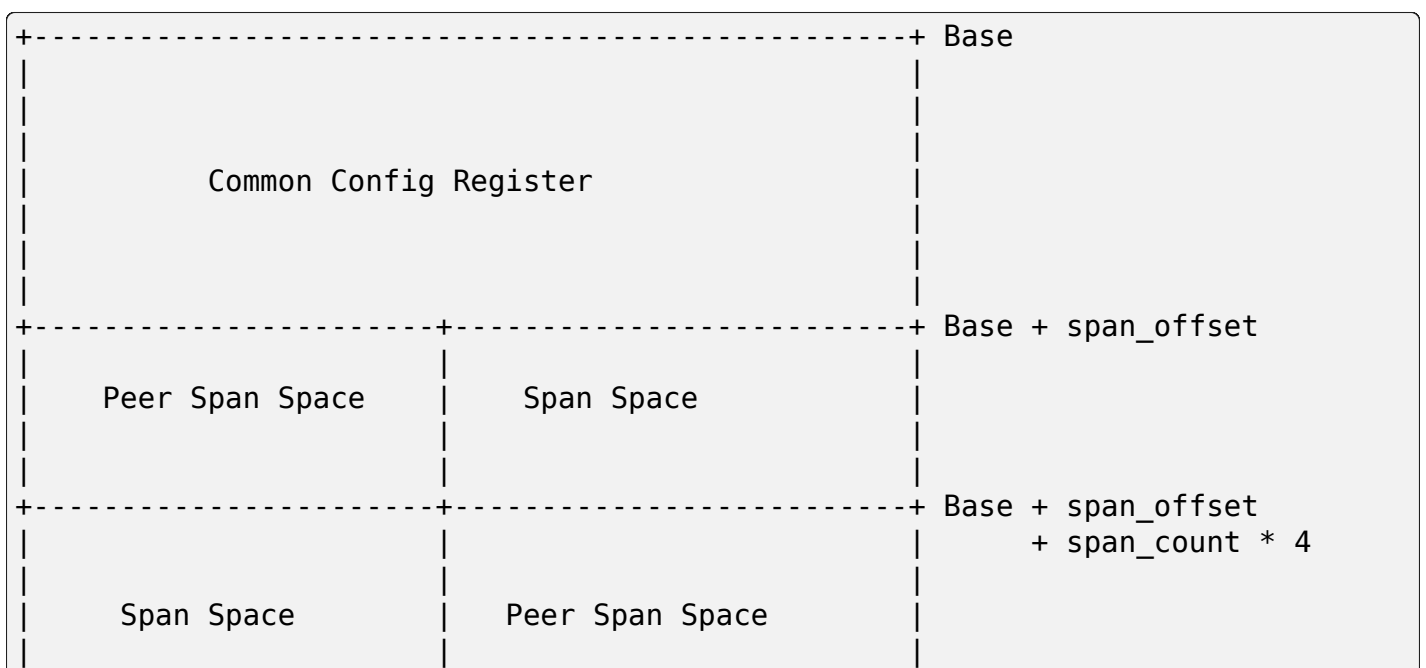 +--------------------------------------------------+ Base
|                                                  |
|                                                  |
|                                                  |
|          Common Config Register                  |
|                                                  |
|                                                  |
|                                                  |
+-----------------------+--------------------------+ Base + span_offset
|                       |                          |
|    Peer Span Space    |    Span Space            |
|                       |                          |
|                       |                          |
+-----------------------+--------------------------+ Base + span_offset
|                       |                          |      + span_count * 4
|                       |                          |
|     Span Space        |   Peer Span Space        |
|                       |                          |